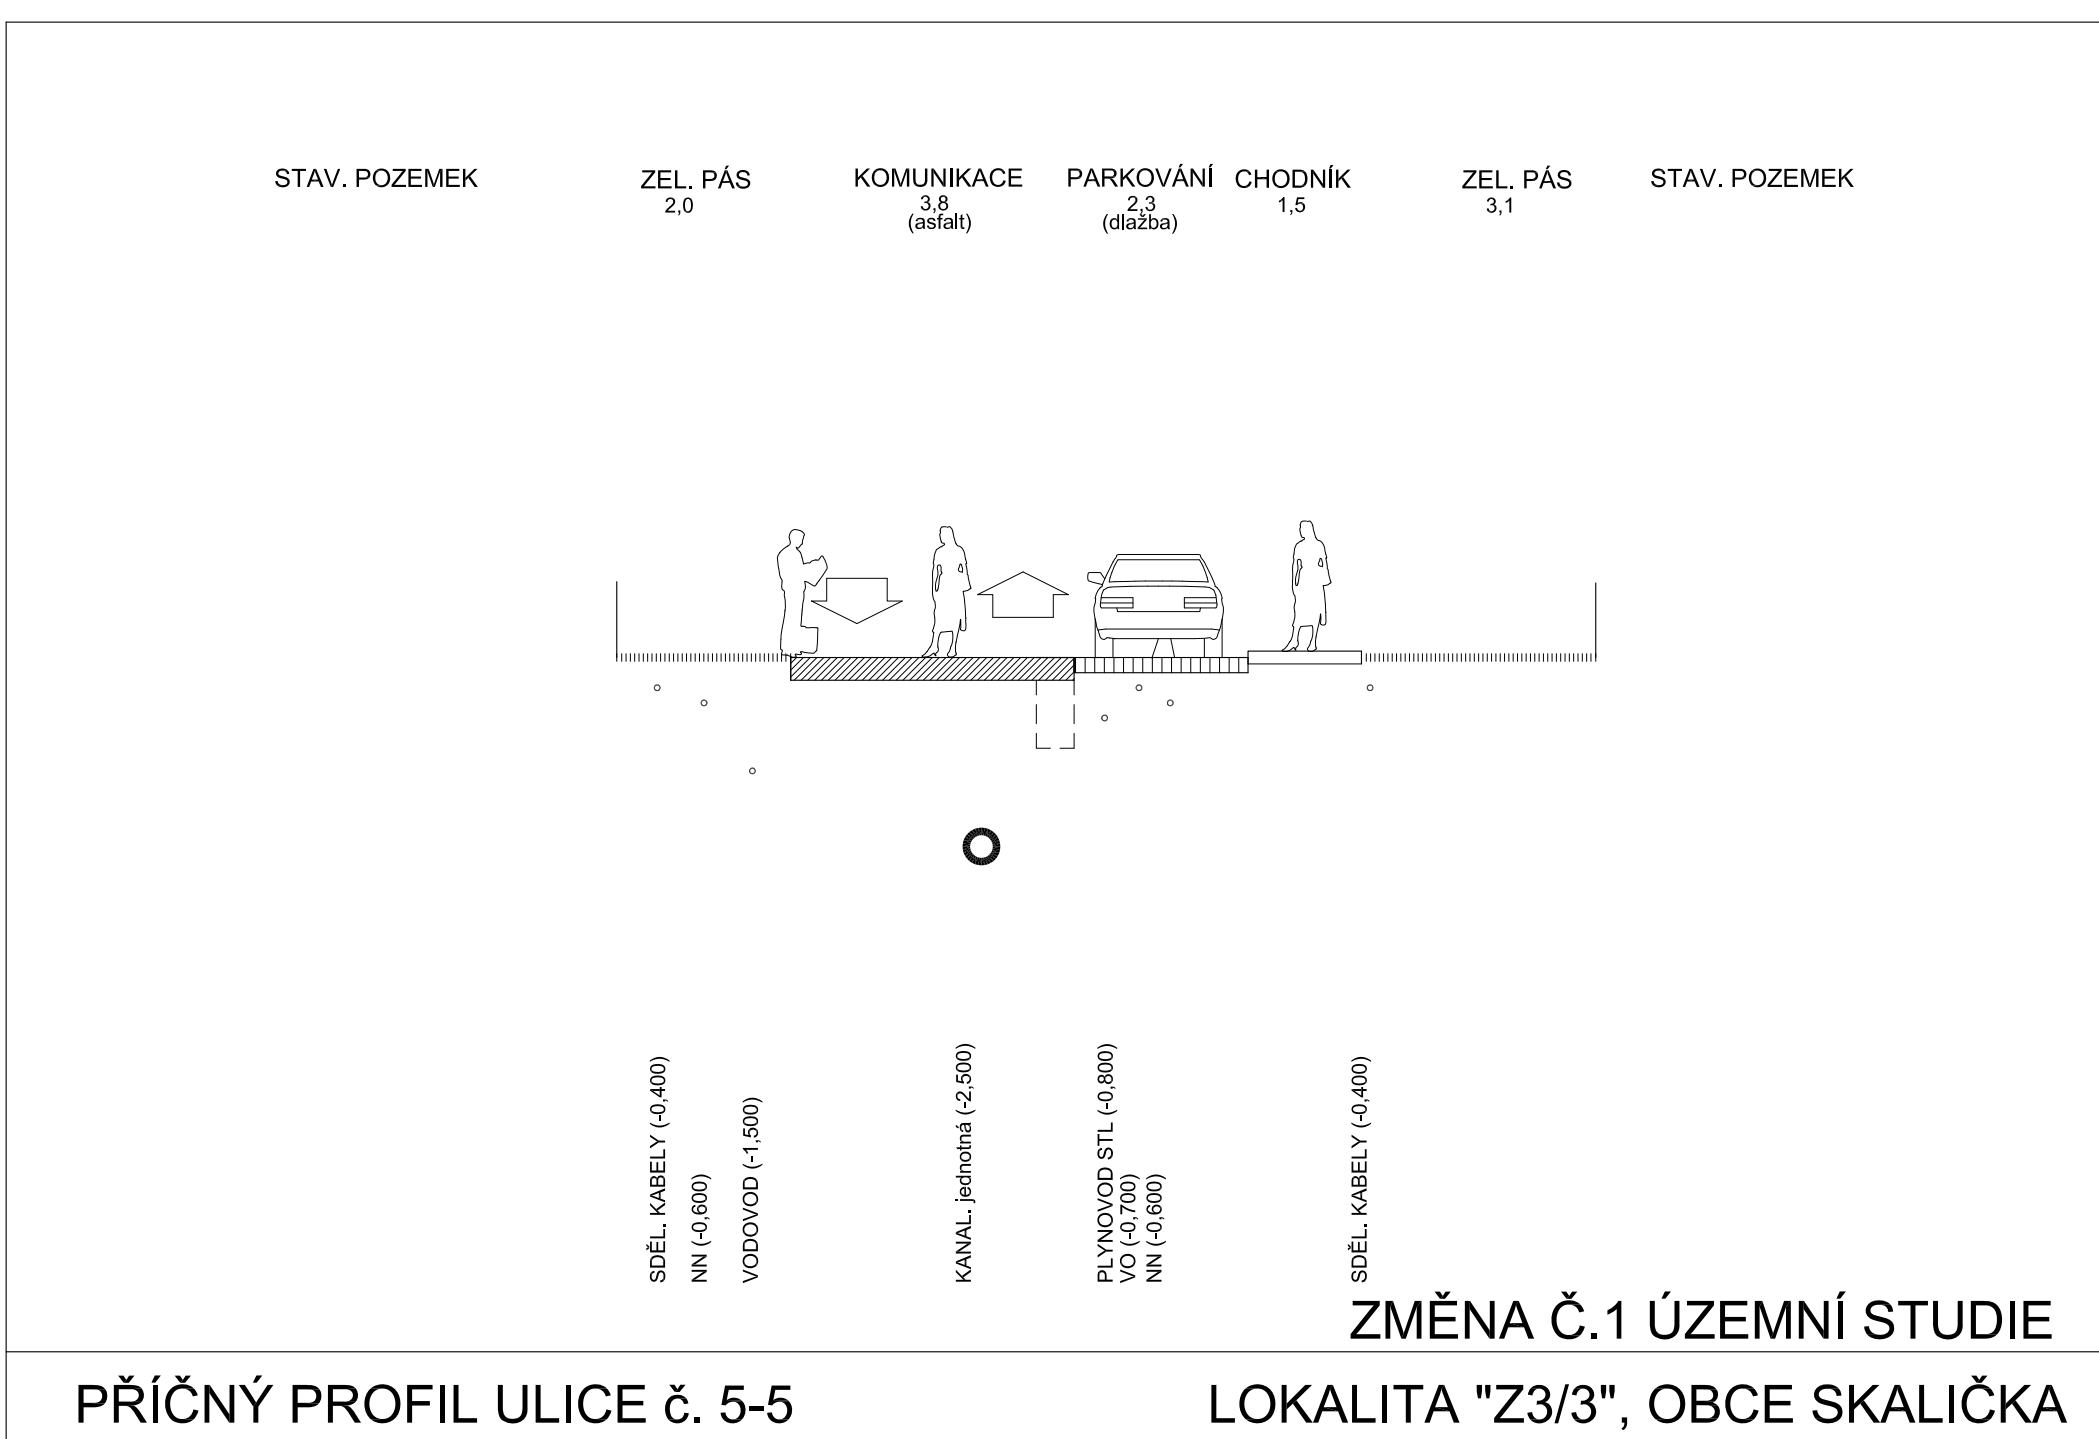 STAV. POZEMEK
ZEL. PÁS
2,0
KOMUNIKACE
3,8
(asfalt)
PARKOVÁNÍ
2,3
(dlažba)
CHODNÍK
1,5
ZEL. PÁS
3,1
STAV. POZEMEK
SDĚL. KABELY (-0,400)
NN (-0,600)
VODOVOD (-1,500)
KANAL. jednotná (-2,500)
PLYNOVOD STL (-0,800)
VO (-0,700)
NN (-0,600)
SDĚL. KABELY (-0,400)
ZMĚNA Č.1 ÚZEMNÍ STUDIE
PŘÍČNÝ PROFIL ULICE č. 5-5
LOKALITA "Z3/3", OBCE SKALIČKA